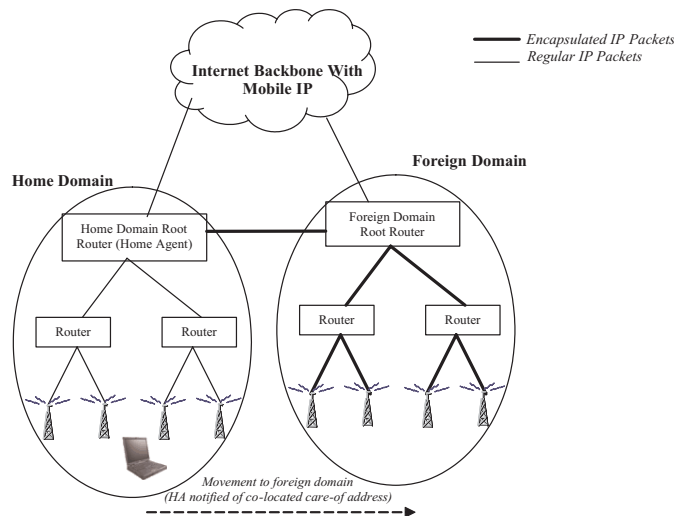 Internet Backbone With
Mobile IP
Encapsulated IP Packets
Regular IP Packets
Home Domain
Foreign Domain
Home Domain Root
Router (Home Agent)
Foreign Domain
Root Router
Router
Router
Router
Router
Movement to foreign domain
(HA notified of co-located care-of address)